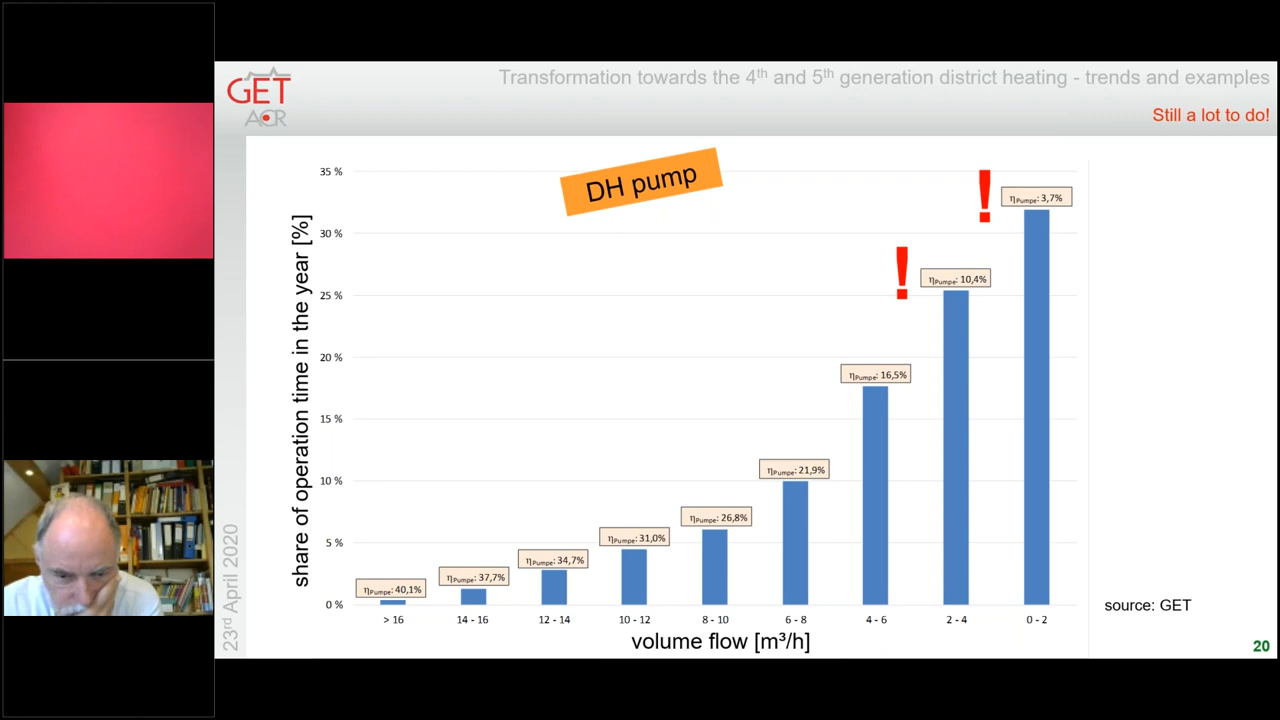 GET
ACR
Transformation towards the 4th and 5th generation district heating - trends and examples
Still a lot to do!
DH pump
share of operation time in the year [%]
35 %
30 %
25 %
20 %
15 %
10 %
5 %
0 %
ηPumpe: 40,1%
ηPumpe: 37,7%
ηPumpe: 34,7%
ηPumpe: 31,0%
ηPumpe: 26,8%
ηPumpe: 21,9%
ηPumpe: 16,5%
!
ηPumpe: 10,4%
!
ηPumpe: 3,7%
> 16
14 - 16
12 - 14
10 - 12
8 - 10
6 - 8
4 - 6
2 - 4
0 - 2
volume flow [m³/h]
source: GET
23rd April 2020
20